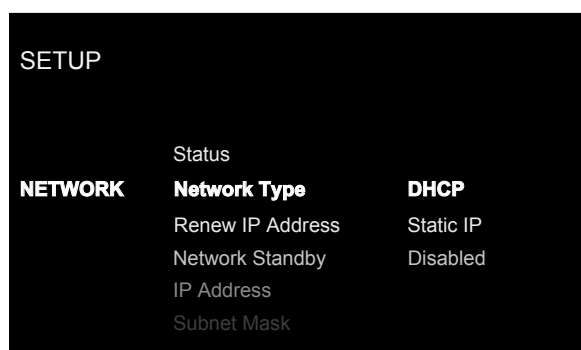 SETUP
Status
NETWORK Network Type DHCP
Renew IP Address Static IP
Network Standby Disabled
IP Address
Subnet Mask